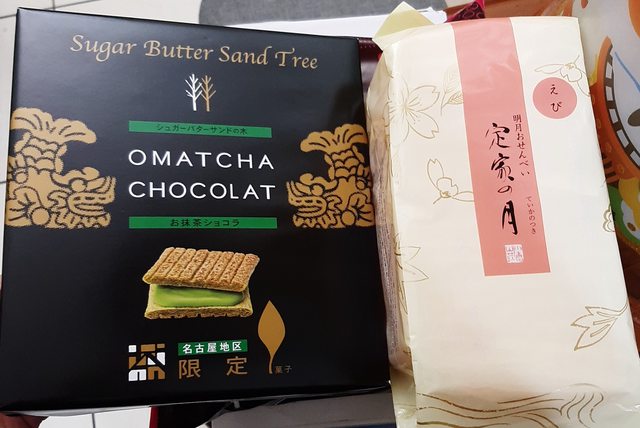 Sugar Butter Sand Tree
シュガーバターサンドの木
OMATCHA
CHOCOLAT
お抹茶ショコラ
名古屋地区
限定
菓子
えび
明月おせんべい
定家の月
ていかのつき